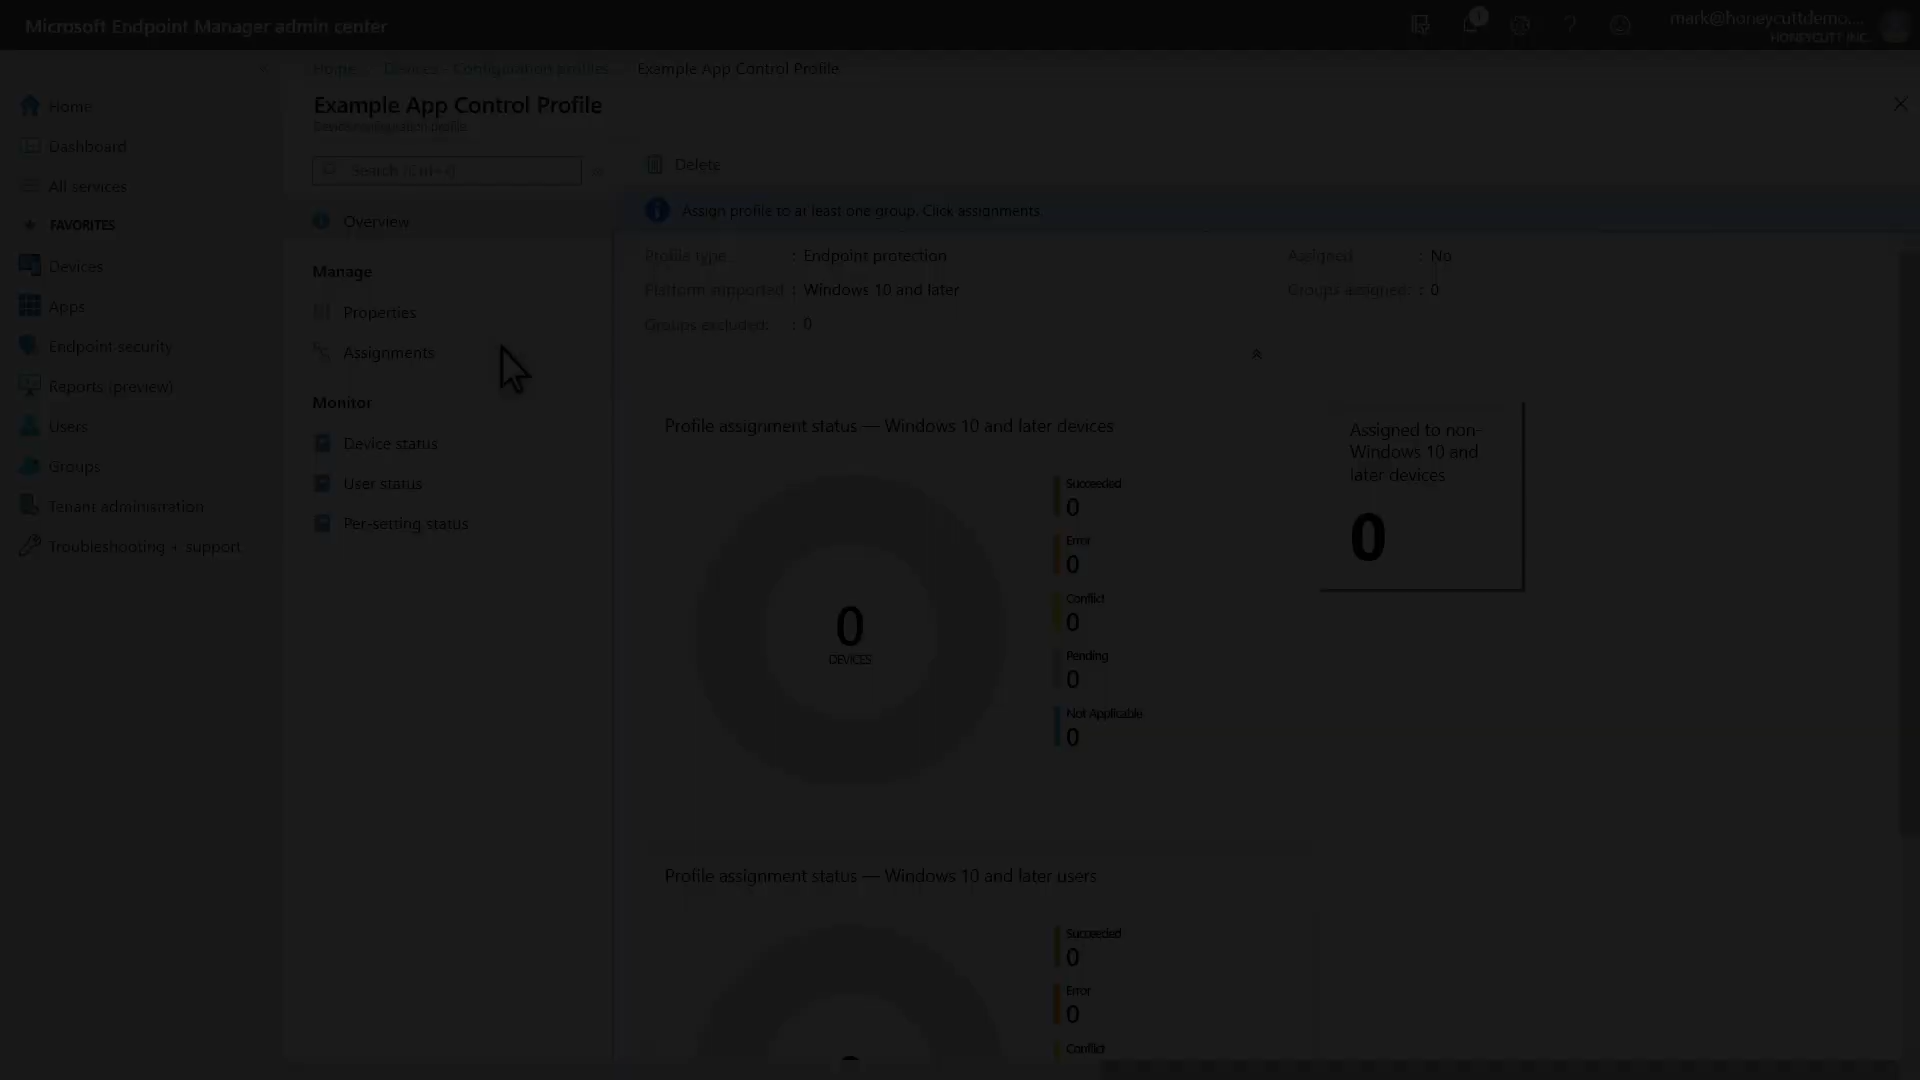 Microsoft Endpoint Manager admin center
1
mark@honeycuttdemo....
HONEYCUTT INC.
Home
Devices
Configuration profiles
Example App Control Profile
Example App Control Profile
Device configuration profile
Search (Ctrl+/)
Delete
Home
Dashboard
All services
FAVORITES
Devices
Apps
Endpoint security
Reports (preview)
Users
Groups
Tenant administration
Troubleshooting + support
Overview
Manage
Properties
Assignments
Monitor
Device status
User status
Per-setting status
Assign profile to at least one group. Click assignments.
Profile type : Endpoint protection
Platform supported : Windows 10 and later
Groups excluded: : 0
Assigned : No
Groups assigned: : 0
Profile assignment status — Windows 10 and later devices
0
DEVICES
Succeeded
0
Error
0
Conflict
0
Pending
0
Not Applicable
0
Assigned to non-
Windows 10 and
later devices
0
Profile assignment status — Windows 10 and later users
Succeeded
0
Error
0
Conflict